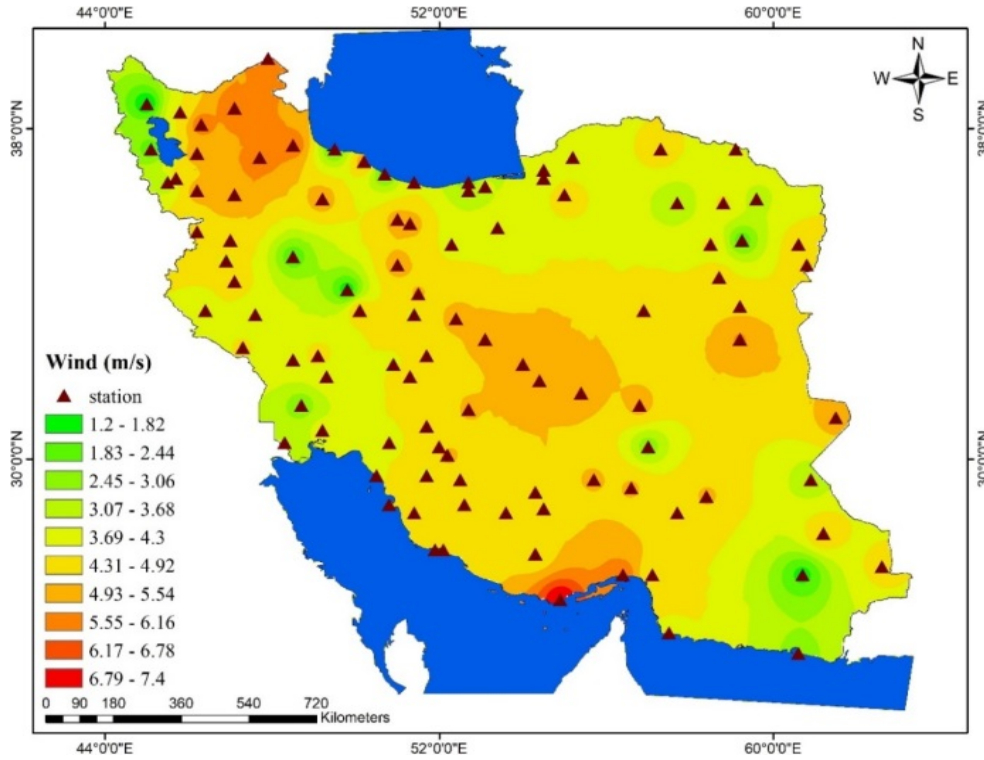 44°0'0"E 52°0'0"E 60°0'0"E
N
W E
S
38°0'0"N 38°0'0"N
30°0'0"N 30°0'0"N
Wind (m/s)
station
1.2 - 1.82
1.83 - 2.44
2.45 - 3.06
3.07 - 3.68
3.69 - 4.3
4.31 - 4.92
4.93 - 5.54
5.55 - 6.16
6.17 - 6.78
6.79 - 7.4
0 90 180 360 540 720
Kilometers
44°0'0"E 52°0'0"E 60°0'0"E